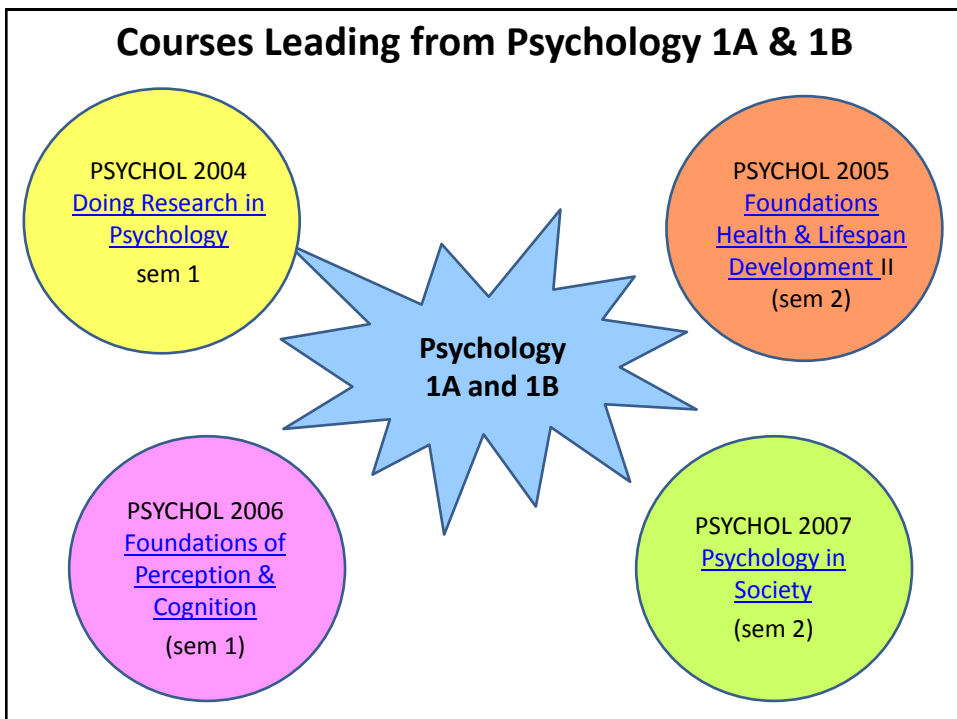 Courses Leading from Psychology 1A & 1B
PSYCHOL 2004
Doing Research in
Psychology
sem 1
PSYCHOL 2005
Foundations
Health & Lifespan
Development II
(sem 2)
Psychology
1A and 1B
PSYCHOL 2006
Foundations of
Perception &
Cognition
(sem 1)
PSYCHOL 2007
Psychology in
Society
(sem 2)